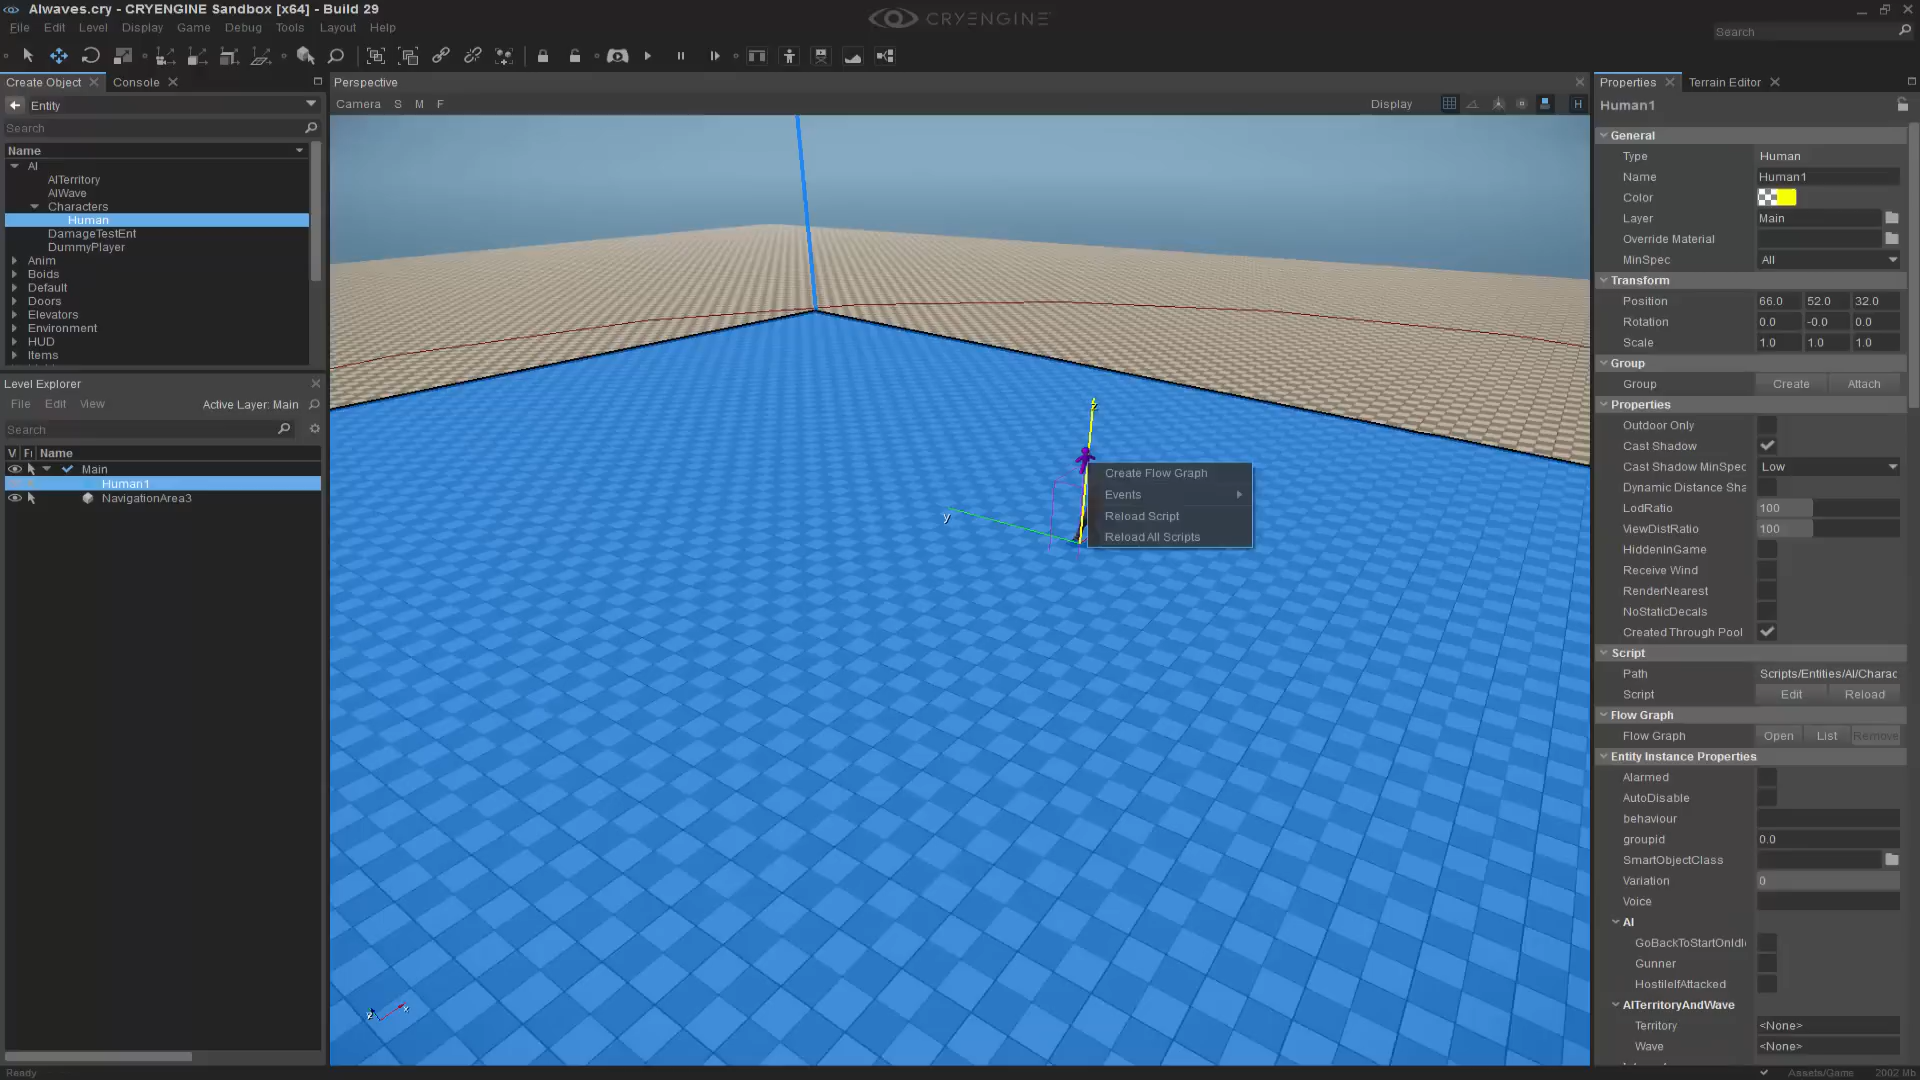 AIwaves.cry - CRYENGINE Sandbox [x64] - Build 29
CRYENGINE
File Edit Level Display Game Debug Tools Layout Help
Search
Create Object
Console
Entity
Search
Name
AI
AITerritory
AIWave
Characters
Human
DamageTestEnt
DummyPlayer
Anim
Boids
Default
Doors
Elevators
Environment
HUD
Items
Level Explorer
File Edit View Active Layer: Main
Search
V Fi Name
Main
Human1
NavigationArea3
Perspective
Camera S M F Display H
z
y
Create Flow Graph
Events
Reload Script
Reload All Scripts
z x
Properties
Terrain Editor
Human1
General
Type Human
Name Human1
Color
Layer Main
Override Material
MinSpec All
Transform
Position 66.0 52.0 32.0
Rotation 0.0 -0.0 0.0
Scale 1.0 1.0 1.0
Group
Group Create Attach
Properties
Outdoor Only
Cast Shadow
Cast Shadow MinSpec Low
Dynamic Distance Sha
LodRatio 100
ViewDistRatio 100
HiddenInGame
Receive Wind
RenderNearest
NoStaticDecals
Created Through Pool
Script
Path Scripts/Entities/AI/Charac
Script Edit Reload
Flow Graph
Flow Graph Open List Remove
Entity Instance Properties
Alarmed
AutoDisable
behaviour
groupid 0.0
SmartObjectClass
Variation 0
Voice
AI
GoBackToStartOnIdl
Gunner
HostileIfAttacked
AITerritoryAndWave
Territory <None>
Wave <None>
Ready
Assets/Game 2002 Mb